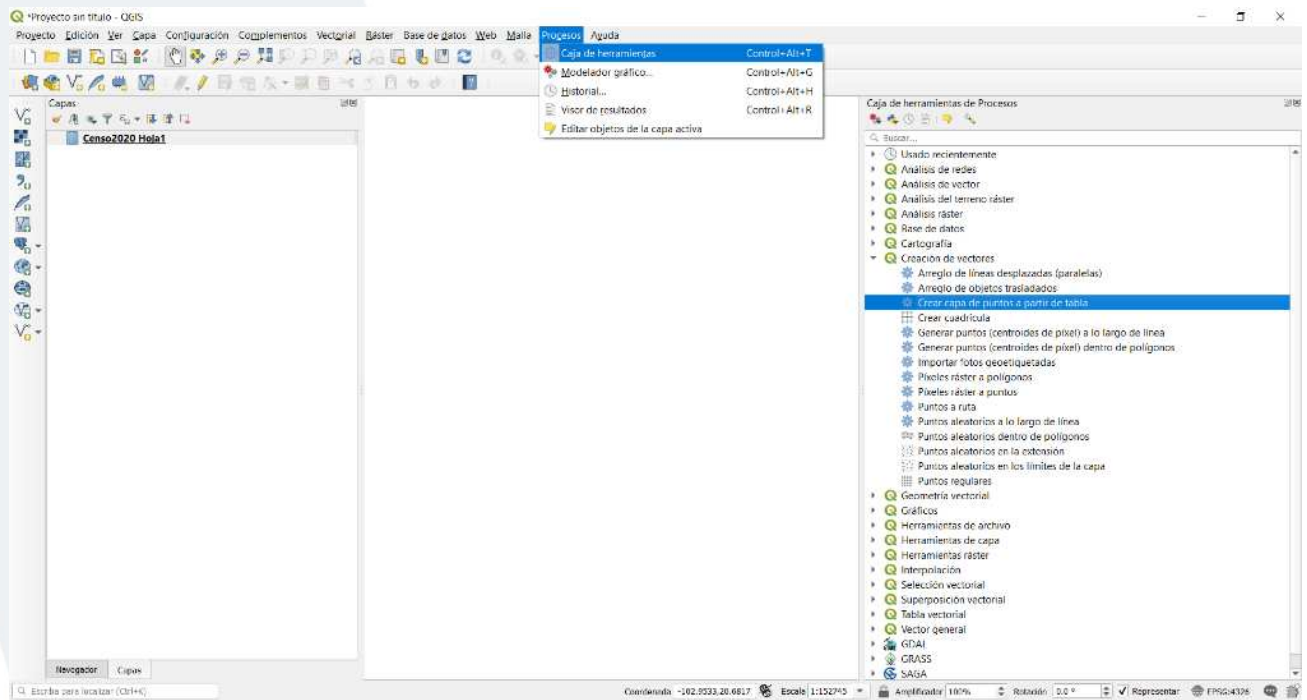 *Proyecto sin título - QGIS
Proyecto Edición Ver Capa Configuración Complementos Vectorial Ráster Base de datos Web Malla Procesos Ayuda
Caja de herramientas Control+Alt+T
Modelador gráfico... Control+Alt+G
Historial... Control+Alt+H
Visor de resultados Control+Alt+R
Editar objetos de la capa activa
Capas
Censo2020 Hoja1
Navegador Capas
Caja de herramientas de Procesos
Buscar...
Usado recientemente
Análisis de redes
Análisis de vector
Análisis del terreno ráster
Análisis ráster
Base de datos
Cartografía
Creación de vectores
Arreglo de líneas desplazadas (paralelas)
Arreglo de objetos trasladados
Crear capa de puntos a partir de tabla
Crear cuadrícula
Generar puntos (centroides de píxel) a lo largo de línea
Generar puntos (centroides de píxel) dentro de polígonos
Importar fotos geoetiquetadas
Píxeles ráster a polígonos
Píxeles ráster a puntos
Puntos a ruta
Puntos aleatorios a lo largo de línea
Puntos aleatorios dentro de polígonos
Puntos aleatorios en la extensión
Puntos aleatorios en los límites de la capa
Puntos regulares
Geometría vectorial
Gráficos
Herramientas de archivo
Herramientas de capa
Herramientas ráster
Interpolación
Selección vectorial
Superposición vectorial
Tabla vectorial
Vector general
GDAL
GRASS
SAGA
Escriba para localizar (Ctrl+K) Coordenada -102.9533,20.6817 Escala 1:152745 Amplificador 100% Rotación 0.0 ° Representar EPSG:4326